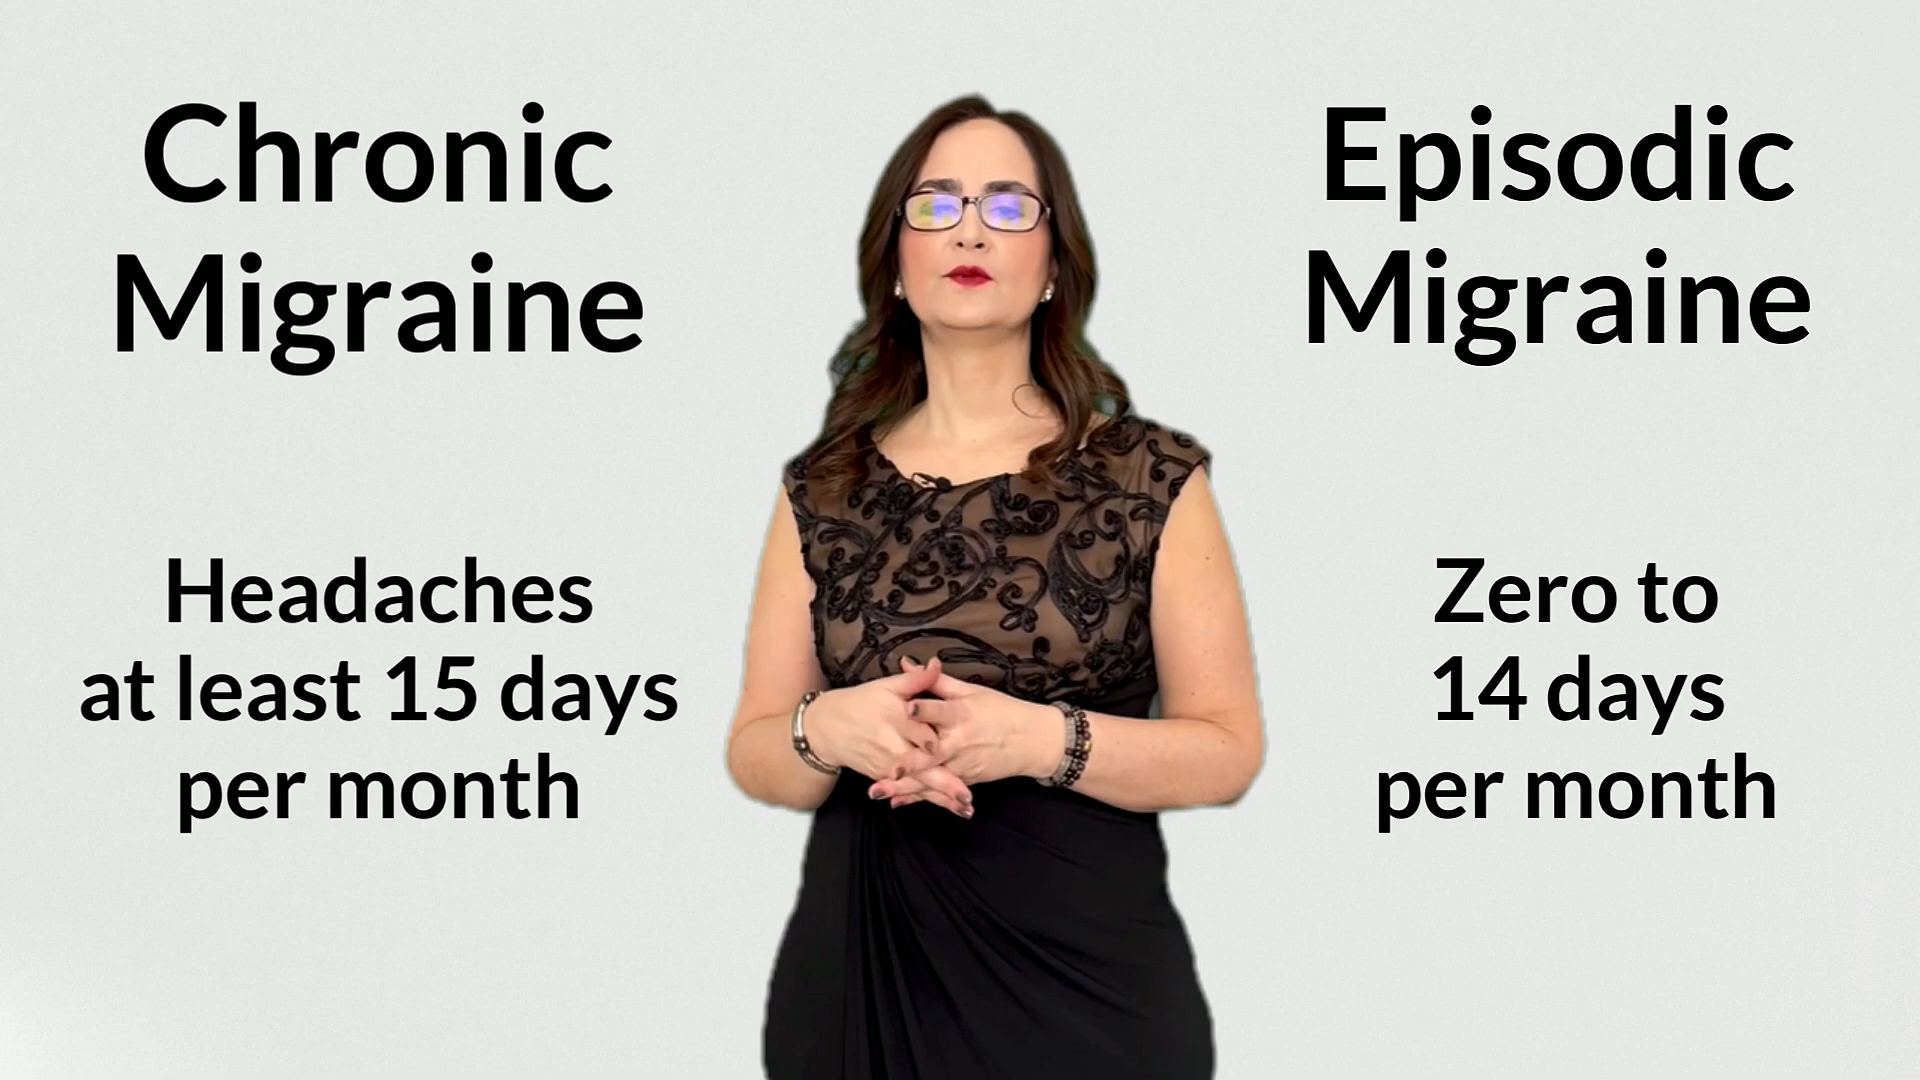 Chronic
Migraine
Headaches
at least 15 days
per month
Episodic
Migraine
Zero to
14 days
per month